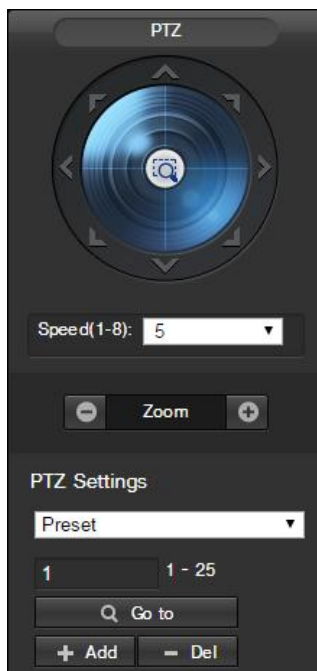 PTZ
Speed(1-8): 5
Zoom
PTZ Settings
Preset
1 1 - 25
Go to
Add Del